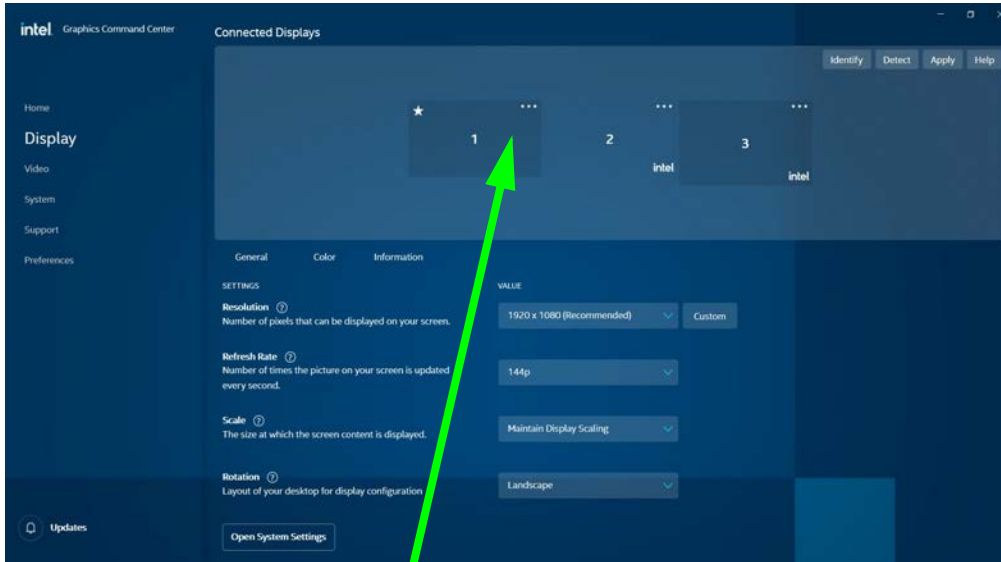 intel. Graphics Command Center
Connected Displays
Identify Detect Apply Help
Home
Display
Video
System
Support
Preferences
1
2
intel
3
intel
General Color Information
SETTINGS VALUE
Resolution ?
Number of pixels that can be displayed on your screen.
1920 x 1080 (Recommended) Custom
Refresh Rate ?
Number of times the picture on your screen is updated
every second.
144p
Scale ?
The size at which the screen content is displayed.
Maintain Display Scaling
Rotation ?
Layout of your desktop for display configuration
Landscape
Updates
Open System Settings